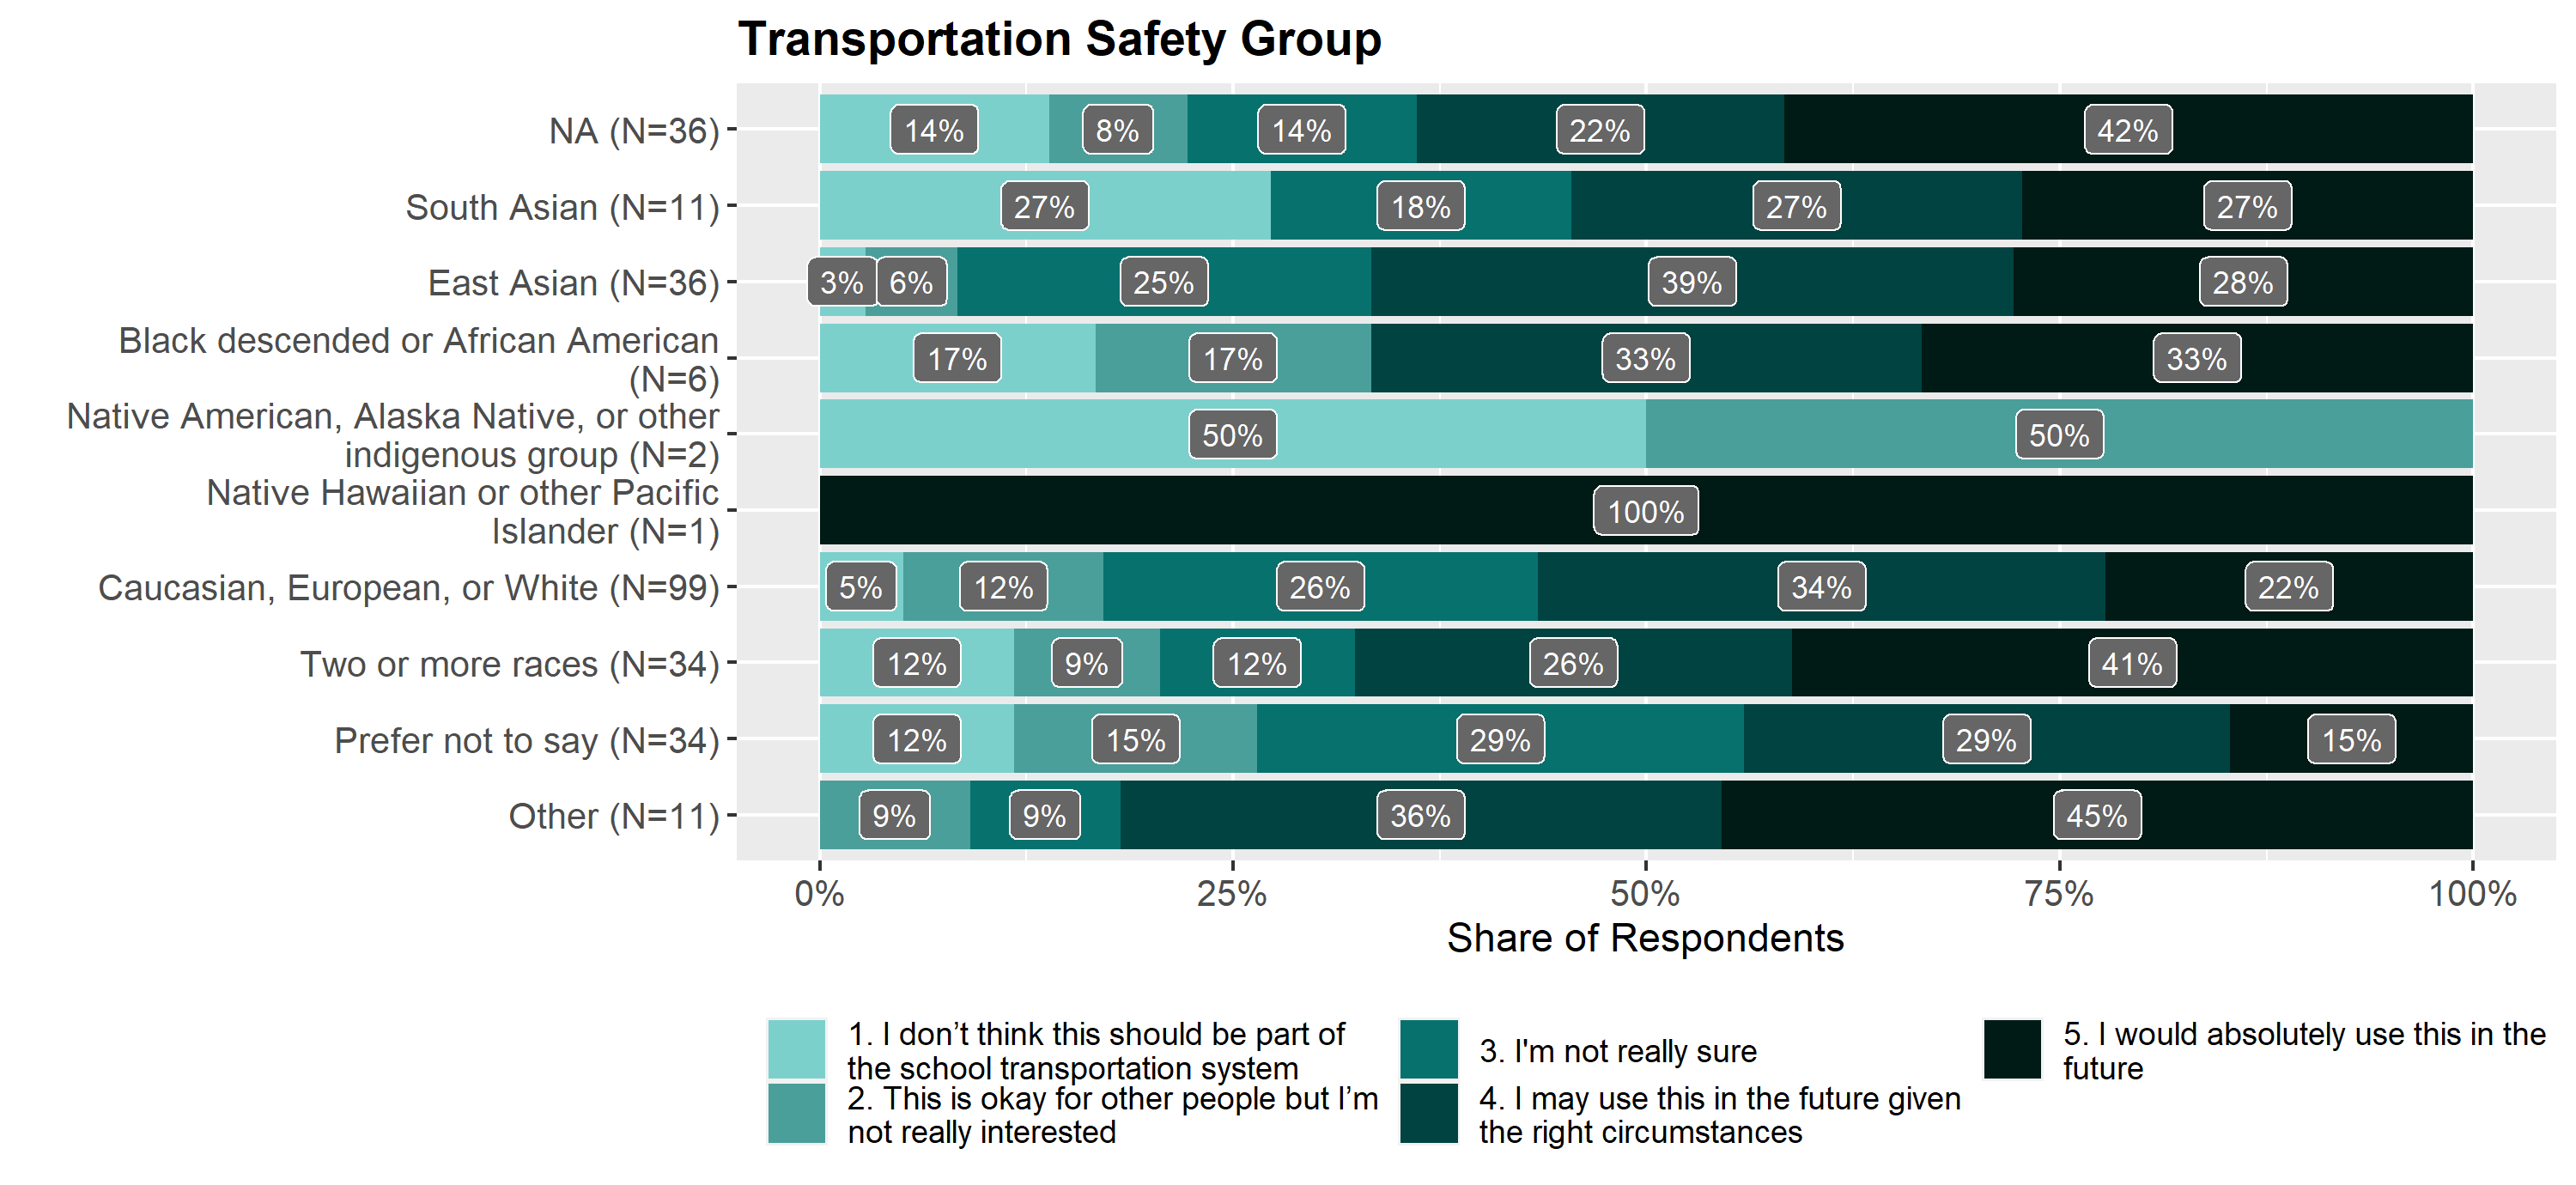 Transportation Safety Group
NA (N=36)
14% 8% 14% 22% 42%
South Asian (N=11)
27% 18% 27% 27%
East Asian (N=36)
3% 6% 25% 39% 28%
Black descended or African American
(N=6)
17% 17% 33% 33%
Native American, Alaska Native, or other
indigenous group (N=2)
50% 50%
Native Hawaiian or other Pacific
Islander (N=1)
100%
Caucasian, European, or White (N=99)
5% 12% 26% 34% 22%
Two or more races (N=34)
12% 9% 12% 26% 41%
Prefer not to say (N=34)
12% 15% 29% 29% 15%
Other (N=11)
9% 9% 36% 45%
0% 25% 50% 75% 100%
Share of Respondents
1. I don’t think this should be part of
the school transportation system
2. This is okay for other people but I’m
not really interested
3. I'm not really sure
4. I may use this in the future given
the right circumstances
5. I would absolutely use this in the
future